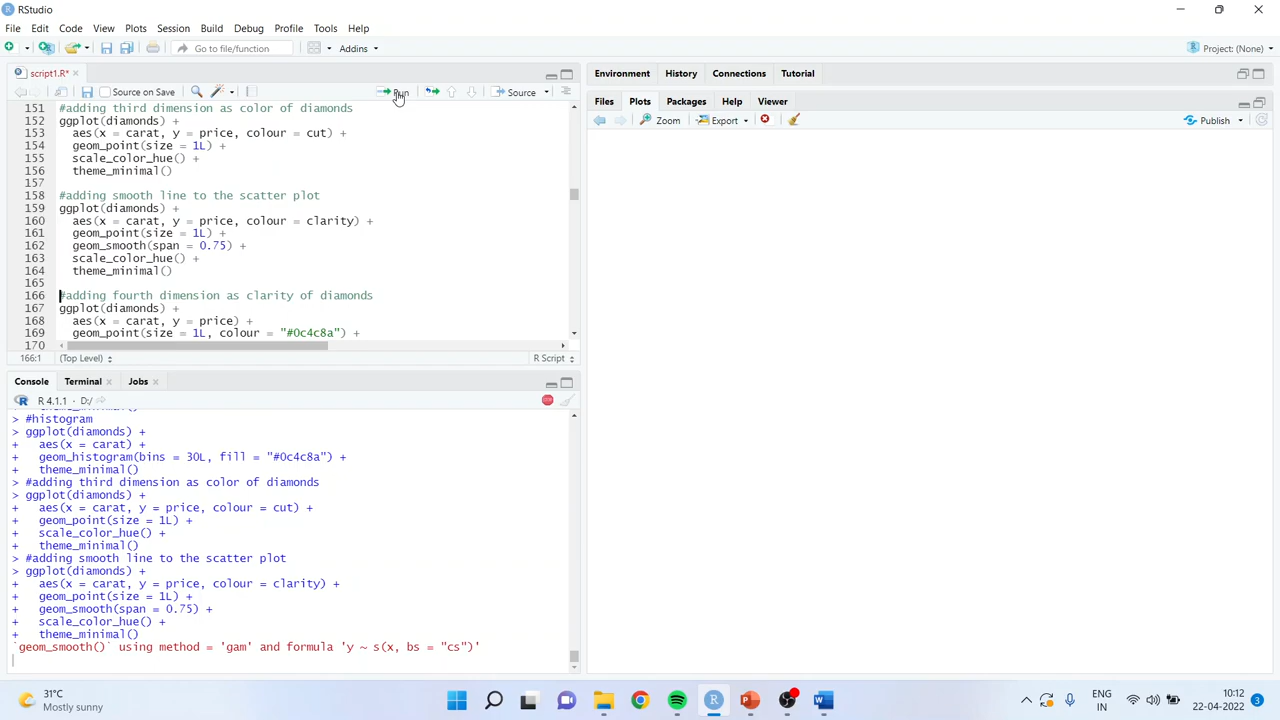 RStudio
File Edit Code View Plots Session Build Debug Profile Tools Help
Go to file/function Addins Project: (None)
script1.R*
Source on Save Run Source
151 #adding third dimension as color of diamonds
152 ggplot(diamonds) +
153 aes(x = carat, y = price, colour = cut) +
154 geom_point(size = 1L) +
155 scale_color_hue() +
156 theme_minimal()
157
158 #adding smooth line to the scatter plot
159 ggplot(diamonds) +
160 aes(x = carat, y = price, colour = clarity) +
161 geom_point(size = 1L) +
162 geom_smooth(span = 0.75) +
163 scale_color_hue() +
164 theme_minimal()
165
166 #adding fourth dimension as clarity of diamonds
167 ggplot(diamonds) +
168 aes(x = carat, y = price) +
169 geom_point(size = 1L, colour = "#0c4c8a") +
170
166:1 (Top Level) R Script
Console Terminal Jobs
R 4.1.1 · D:/
> #histogram
> ggplot(diamonds) +
+ aes(x = carat) +
+ geom_histogram(bins = 30L, fill = "#0c4c8a") +
+ theme_minimal()
> #adding third dimension as color of diamonds
> ggplot(diamonds) +
+ aes(x = carat, y = price, colour = cut) +
+ geom_point(size = 1L) +
+ scale_color_hue() +
+ theme_minimal()
> #adding smooth line to the scatter plot
> ggplot(diamonds) +
+ aes(x = carat, y = price, colour = clarity) +
+ geom_point(size = 1L) +
+ geom_smooth(span = 0.75) +
+ scale_color_hue() +
+ theme_minimal()
`geom_smooth()` using method = 'gam' and formula 'y ~ s(x, bs = "cs")'
Environment History Connections Tutorial
Files Plots Packages Help Viewer
Zoom Export Publish
31°C
Mostly sunny
ENG
IN
10:12
22-04-2022
3